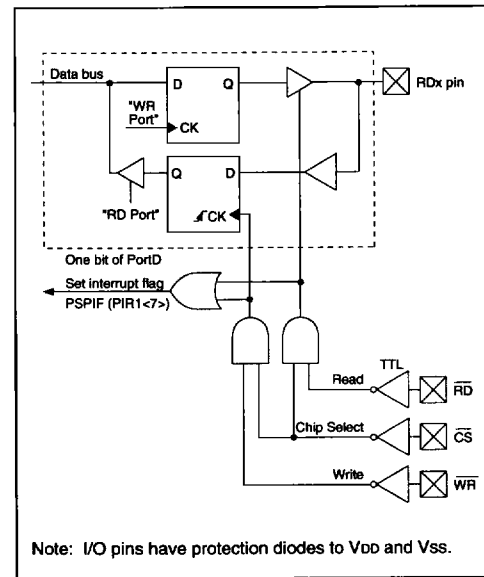 Data bus
D
Q
RDx pin
"WR
Port"
CK
Q
D
CK
"RD Port"
One bit of PortD
Set interrupt flag
PSPIF (PIR1<7>)
TTL
Read
RD
Chip Select
CS
Write
WR
Note: I/O pins have protection diodes to VDD and VSS.